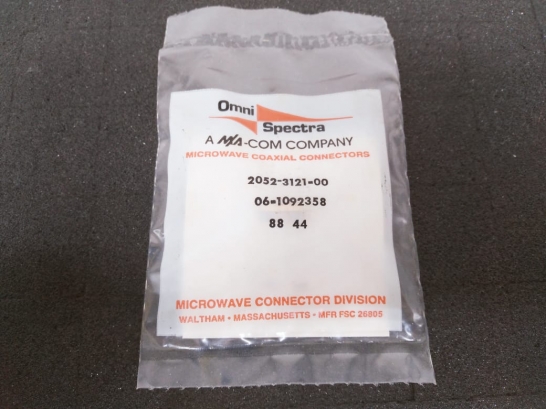 Omni
Spectra
A M/A-COM COMPANY
MICROWAVE COAXIAL CONNECTORS
2052-3121-00
06-1092358
88 44
MICROWAVE CONNECTOR DIVISION
WALTHAM • MASSACHUSETTS • MFR FSC 26805